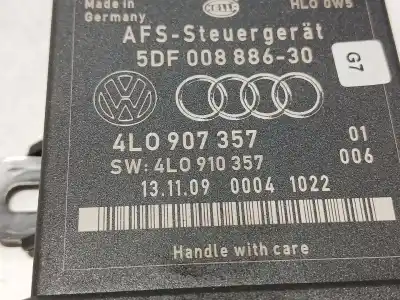 Made in
Germany
HELLA
HLO 0W5
AFS-Steuergerät
5DF 008 886-30
G7
4L0 907 357
01
SW: 4L0 910 357
006
13.11.09 0004 1022
Handle with care